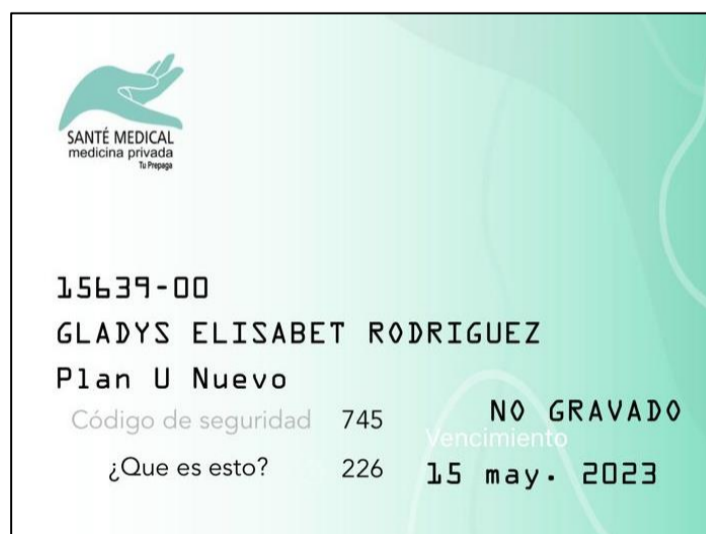 SANTÉ MEDICAL
medicina privada
Tu Prepaga
15639-00
GLADYS ELISABET RODRIGUEZ
Plan U Nuevo
NO GRAVADO
Código de seguridad 745
Vencimiento
¿Que es esto? 226
15 may. 2023